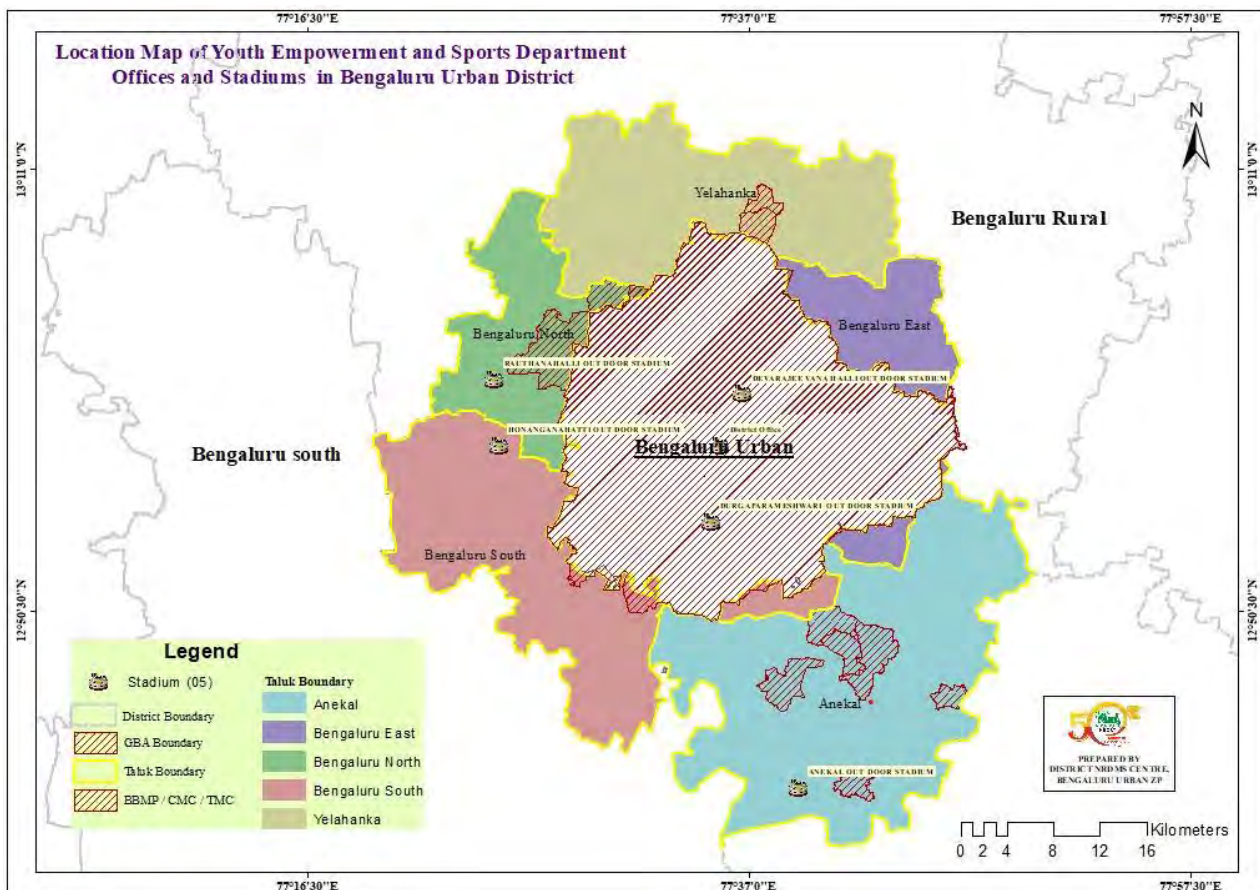 77°16'30"E 77°37'0"E 77°57'30"E
Location Map of Youth Empowerment and Sports Department
Offices and Stadiums in Bengaluru Urban District
N
13°11'0"N 13°11'0"N
Yelahanka
Bengaluru Rural
Bengaluru North
Bengaluru East
RAUTHANAHALLI OUT DOOR STADIUM
DEVARAJEEVANA HALLI OUT DOOR STADIUM
HONANGANAHATTI OUT DOOR STADIUM
District Office
Bengaluru south
Bengaluru Urban
DURGAPARAMESHWARI OUT DOOR STADIUM
Bengaluru South
12°50'30"N 12°50'30"N
Legend
Stadium (05)
District Boundary
GBA Boundary
Taluk Boundary
BBMP / CMC / TMC
Taluk Boundary
Anekal
Bengaluru East
Bengaluru North
Bengaluru South
Yelahanka
Anekal
ANEKAL OUT DOOR STADIUM
PREPARED BY
DISTRICT NRDMS CENTRE,
BENGALURU URBAN ZP
Kilometers
0 2 4 8 12 16
77°16'30"E 77°37'0"E 77°57'30"E